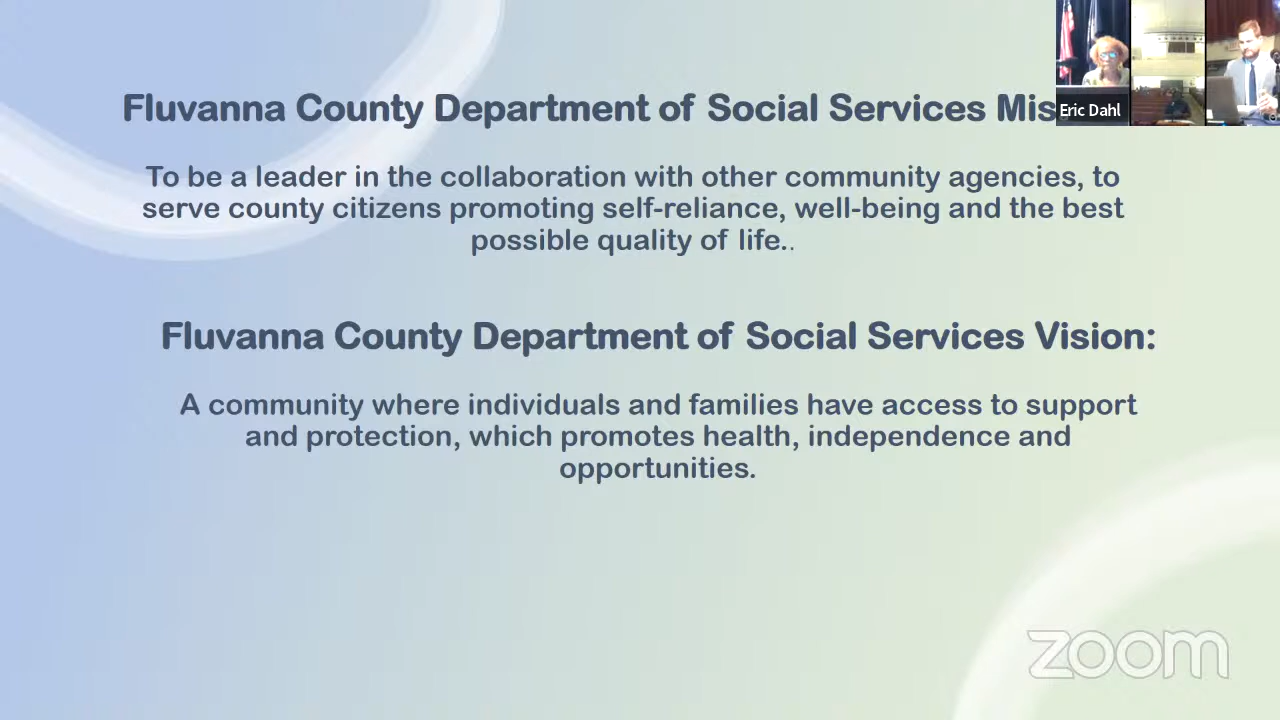 Fluvanna County Department of Social Services Mis
Eric Dahl
To be a leader in the collaboration with other community agencies, to
serve county citizens promoting self-reliance, well-being and the best
possible quality of life..
Fluvanna County Department of Social Services Vision:
A community where individuals and families have access to support
and protection, which promotes health, independence and
opportunities.
zoom